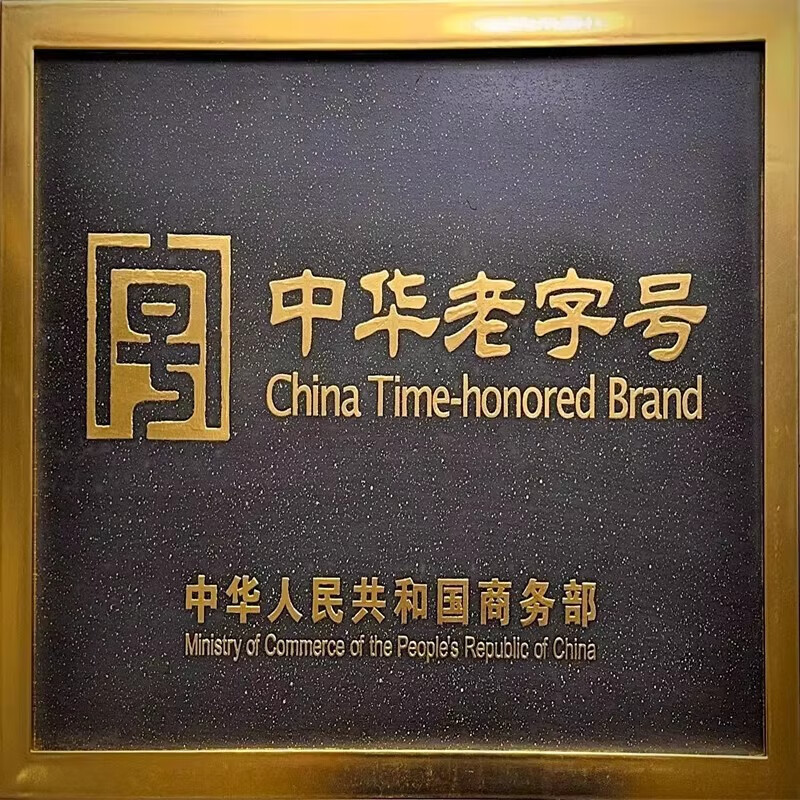 中华老字号
China Time-honored Brand
中华人民共和国商务部
Ministry of Commerce of the People's Republic of China